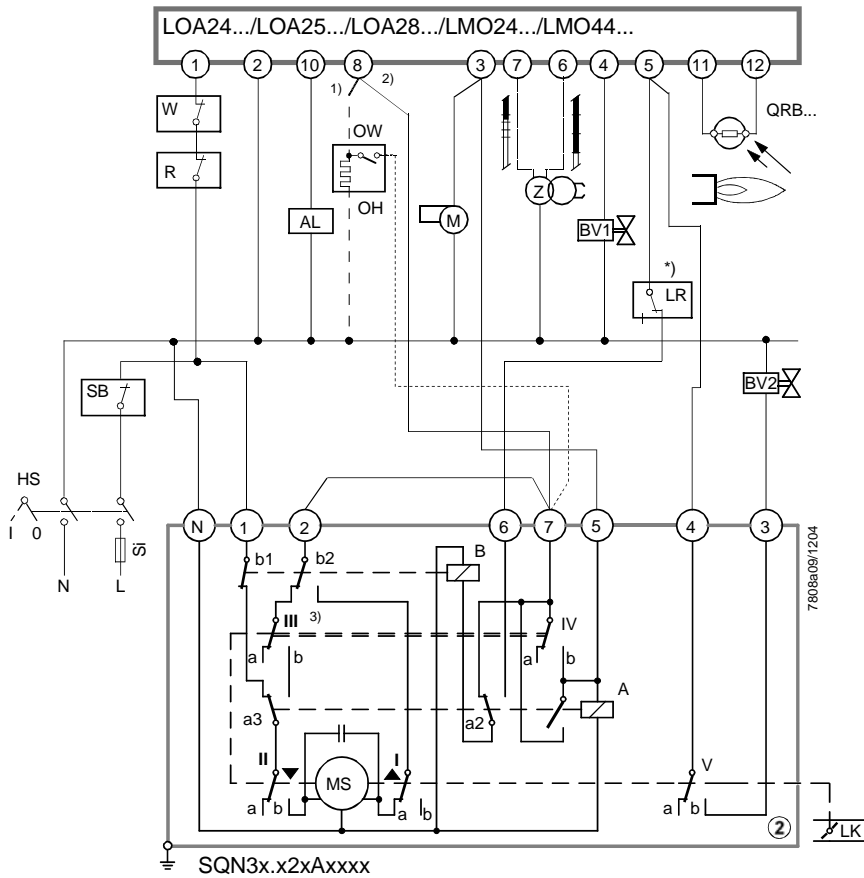 LOA24.../LOA25.../LOA28.../LMO24.../LMO44...
1 2 10 8 3 7 6 4 5 11 12
1) 2)
W
R
AL
OW
OH
M
Z
BV1
*)
LR
QRB...
SB
BV2
HS
I 0
Si
N L
N 1 2 6 7 5 4 3
b1 b2 B
III 3) IV
a b a b
a3 a2 A
II I V
MS
a b a b a b
LK
2
7808a09/1204
SQN3x.x2xAxxxx